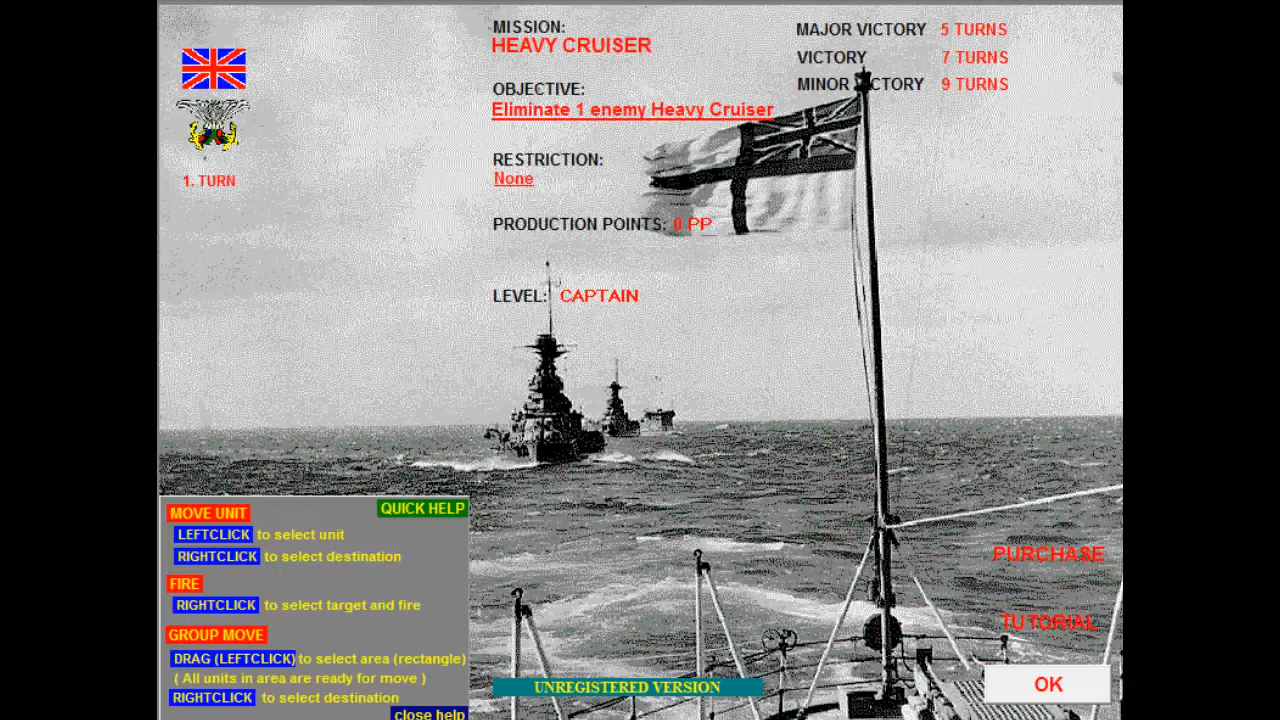 MISSION:
HEAVY CRUISER
OBJECTIVE:
Eliminate 1 enemy Heavy Cruiser
RESTRICTION:
None
PRODUCTION POINTS: 0 PP
LEVEL: CAPTAIN
MAJOR VICTORY 5 TURNS
VICTORY 7 TURNS
MINOR VICTORY 9 TURNS
1. TURN
QUICK HELP
MOVE UNIT
LEFTCLICK to select unit
RIGHTCLICK to select destination
FIRE
RIGHTCLICK to select target and fire
GROUP MOVE
DRAG (LEFTCLICK) to select area (rectangle)
( All units in area are ready for move )
RIGHTCLICK to select destination
close help
UNREGISTERED VERSION
PURCHASE
TUTORIAL
OK